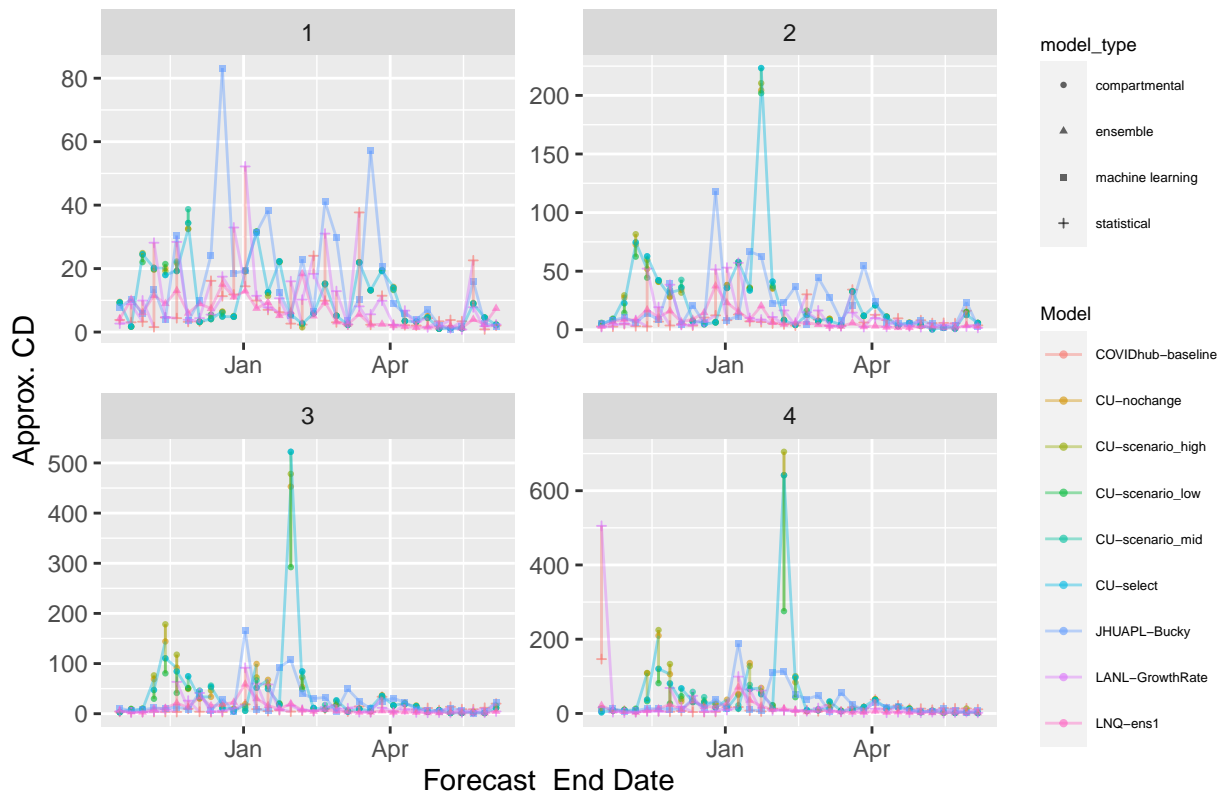 1
2
80
60
40
20
0
Jan
Apr
200
150
100
50
0
Jan
Apr
3
4
500
400
300
200
100
0
Jan
Apr
600
400
200
0
Jan
Apr
Approx. CD
Forecast End Date
model_type
compartmental
ensemble
machine learning
statistical
Model
COVIDhub−baseline
CU−nochange
CU−scenario_high
CU−scenario_low
CU−scenario_mid
CU−select
JHUAPL−Bucky
LANL−GrowthRate
LNQ−ens1